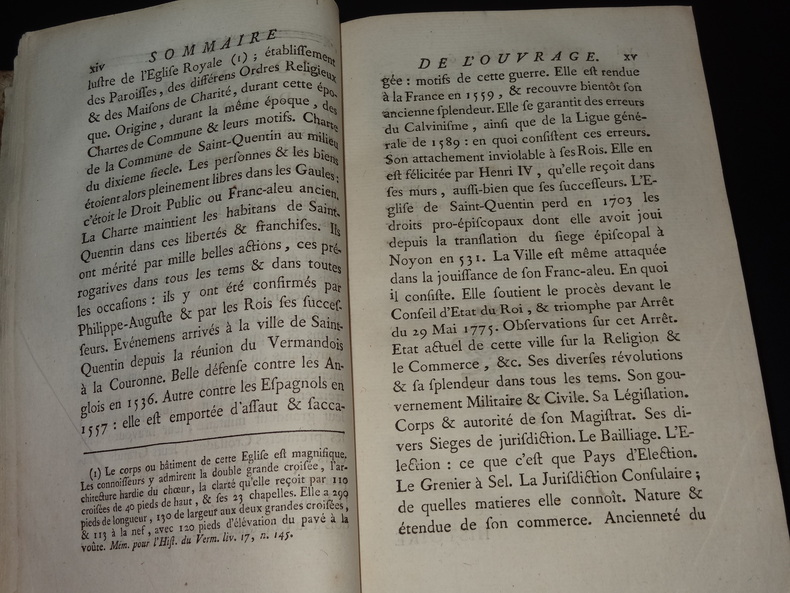 xiv SOMMAIRE
luſtre de l'Egliſe Royale (1) ; établiſſement
des Paroiſſes, des différens Ordres Religieux
& des Maiſons de Charité, durant cette épo-
que. Origine, durant la même époque, des
Chartes de Commune & leurs motifs. Charte
de la Commune de Saint-Quentin au milieu
du dixieme ſiecle. Les perſonnes & les biens
étoient alors pleinement libres dans les Gaules :
c'étoit le Droit Public ou Franc-aleu ancien.
La Charte maintient les habitans de Saint-
Quentin dans ces libertés & franchiſes. Ils
ont mérité par mille belles actions, ces pré-
rogatives dans tous les tems & dans toutes
les occaſions : ils y ont été confirmés par
Philippe-Auguſte & par les Rois ſes ſucceſ-
ſeurs. Evénemens arrivés à la ville de Saint-
Quentin depuis la réunion du Vermandois
à la Couronne. Belle défenſe contre les An-
glois en 1536. Autre contre les Eſpagnols en
1557 : elle eſt emportée d'aſſaut & ſacca-
(1) Le corps ou bâtiment de cette Egliſe eſt magnifique.
Les connoiſſeurs y admirent la double grande croiſée, l'ar-
chitecture hardie du chœur, la clarté qu'elle reçoit par 110
croiſées de 40 pieds de haut, & ſes 23 chapelles. Elle a 290
pieds de longueur, 130 de largeur aux deux grandes croiſées,
& 113 à la nef, avec 120 pieds d'élévation du pavé à la
voûte. Mém. pour l'Hiſt. du Verm. liv. 17, n. 145.
DE L'OUVRAGE. xv
gée : motifs de cette guerre. Elle eſt rendue
à la France en 1559, & recouvre bientôt ſon
ancienne ſplendeur. Elle ſe garantit des erreurs
du Calviniſme, ainſi que de la Ligue géné-
rale de 1589 : en quoi conſiſtent ces erreurs.
Son attachement inviolable à ſes Rois. Elle en
eſt félicitée par Henri IV, qu'elle reçoit dans
ſes murs, auſſi-bien que ſes ſucceſſeurs. L'E-
gliſe de Saint-Quentin perd en 1703 les
droits pro-épiſcopaux dont elle avoit joui
depuis la tranſlation du ſiege épiſcopal à
Noyon en 531. La Ville eſt même attaquée
dans la jouiſſance de ſon Franc-aleu. En quoi
il conſiſte. Elle ſoutient le procès devant le
Conſeil d'Etat du Roi, & triomphe par Arrêt
du 29 Mai 1775. Obſervations ſur cet Arrêt.
Etat actuel de cette ville ſur la Religion &
le Commerce, &c. Ses diverſes révolutions
& ſa ſplendeur dans tous les tems. Son gou-
vernement Militaire & Civile. Sa Légiſlation.
Corps & autorité de ſon Magiſtrat. Ses di-
vers Sieges de juriſdiction. Le Bailliage. L'E-
lection : ce que c'eſt que Pays d'Election.
Le Grenier à Sel. La Juriſdiction Conſulaire ;
de quelles matieres elle connoît. Nature &
étendue de ſon commerce. Ancienneté du